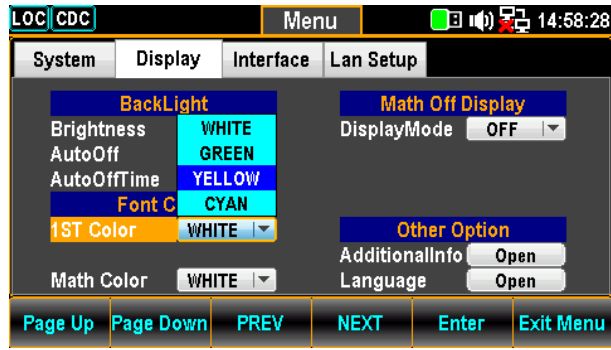 LOC CDC Menu 14:58:28
System Display Interface Lan Setup
BackLight
Brightness
AutoOff
AutoOffTime
WHITE
GREEN
YELLOW
CYAN
Font C
1ST Color WHITE
Math Color WHITE
Math Off Display
DisplayMode OFF
Other Option
AdditionalInfo Open
Language Open
Page Up Page Down PREV NEXT Enter Exit Menu